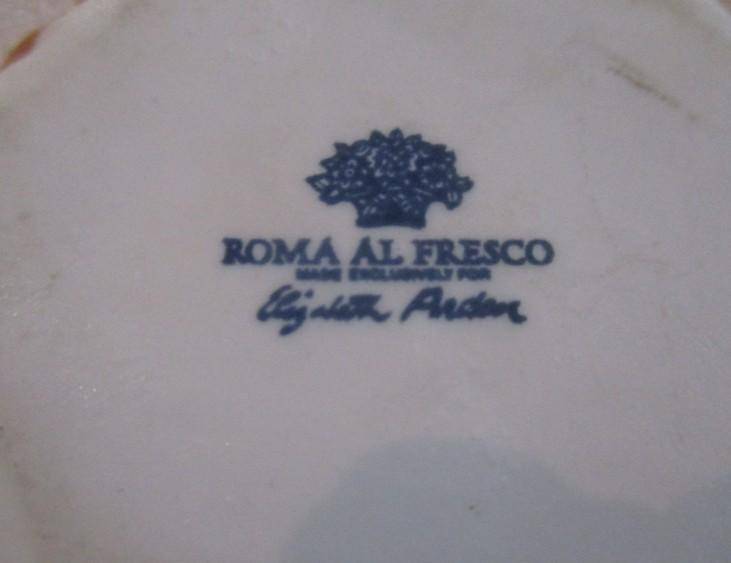 ROMA AL FRESCO
MADE EXCLUSIVELY FOR
Elizabeth Arden